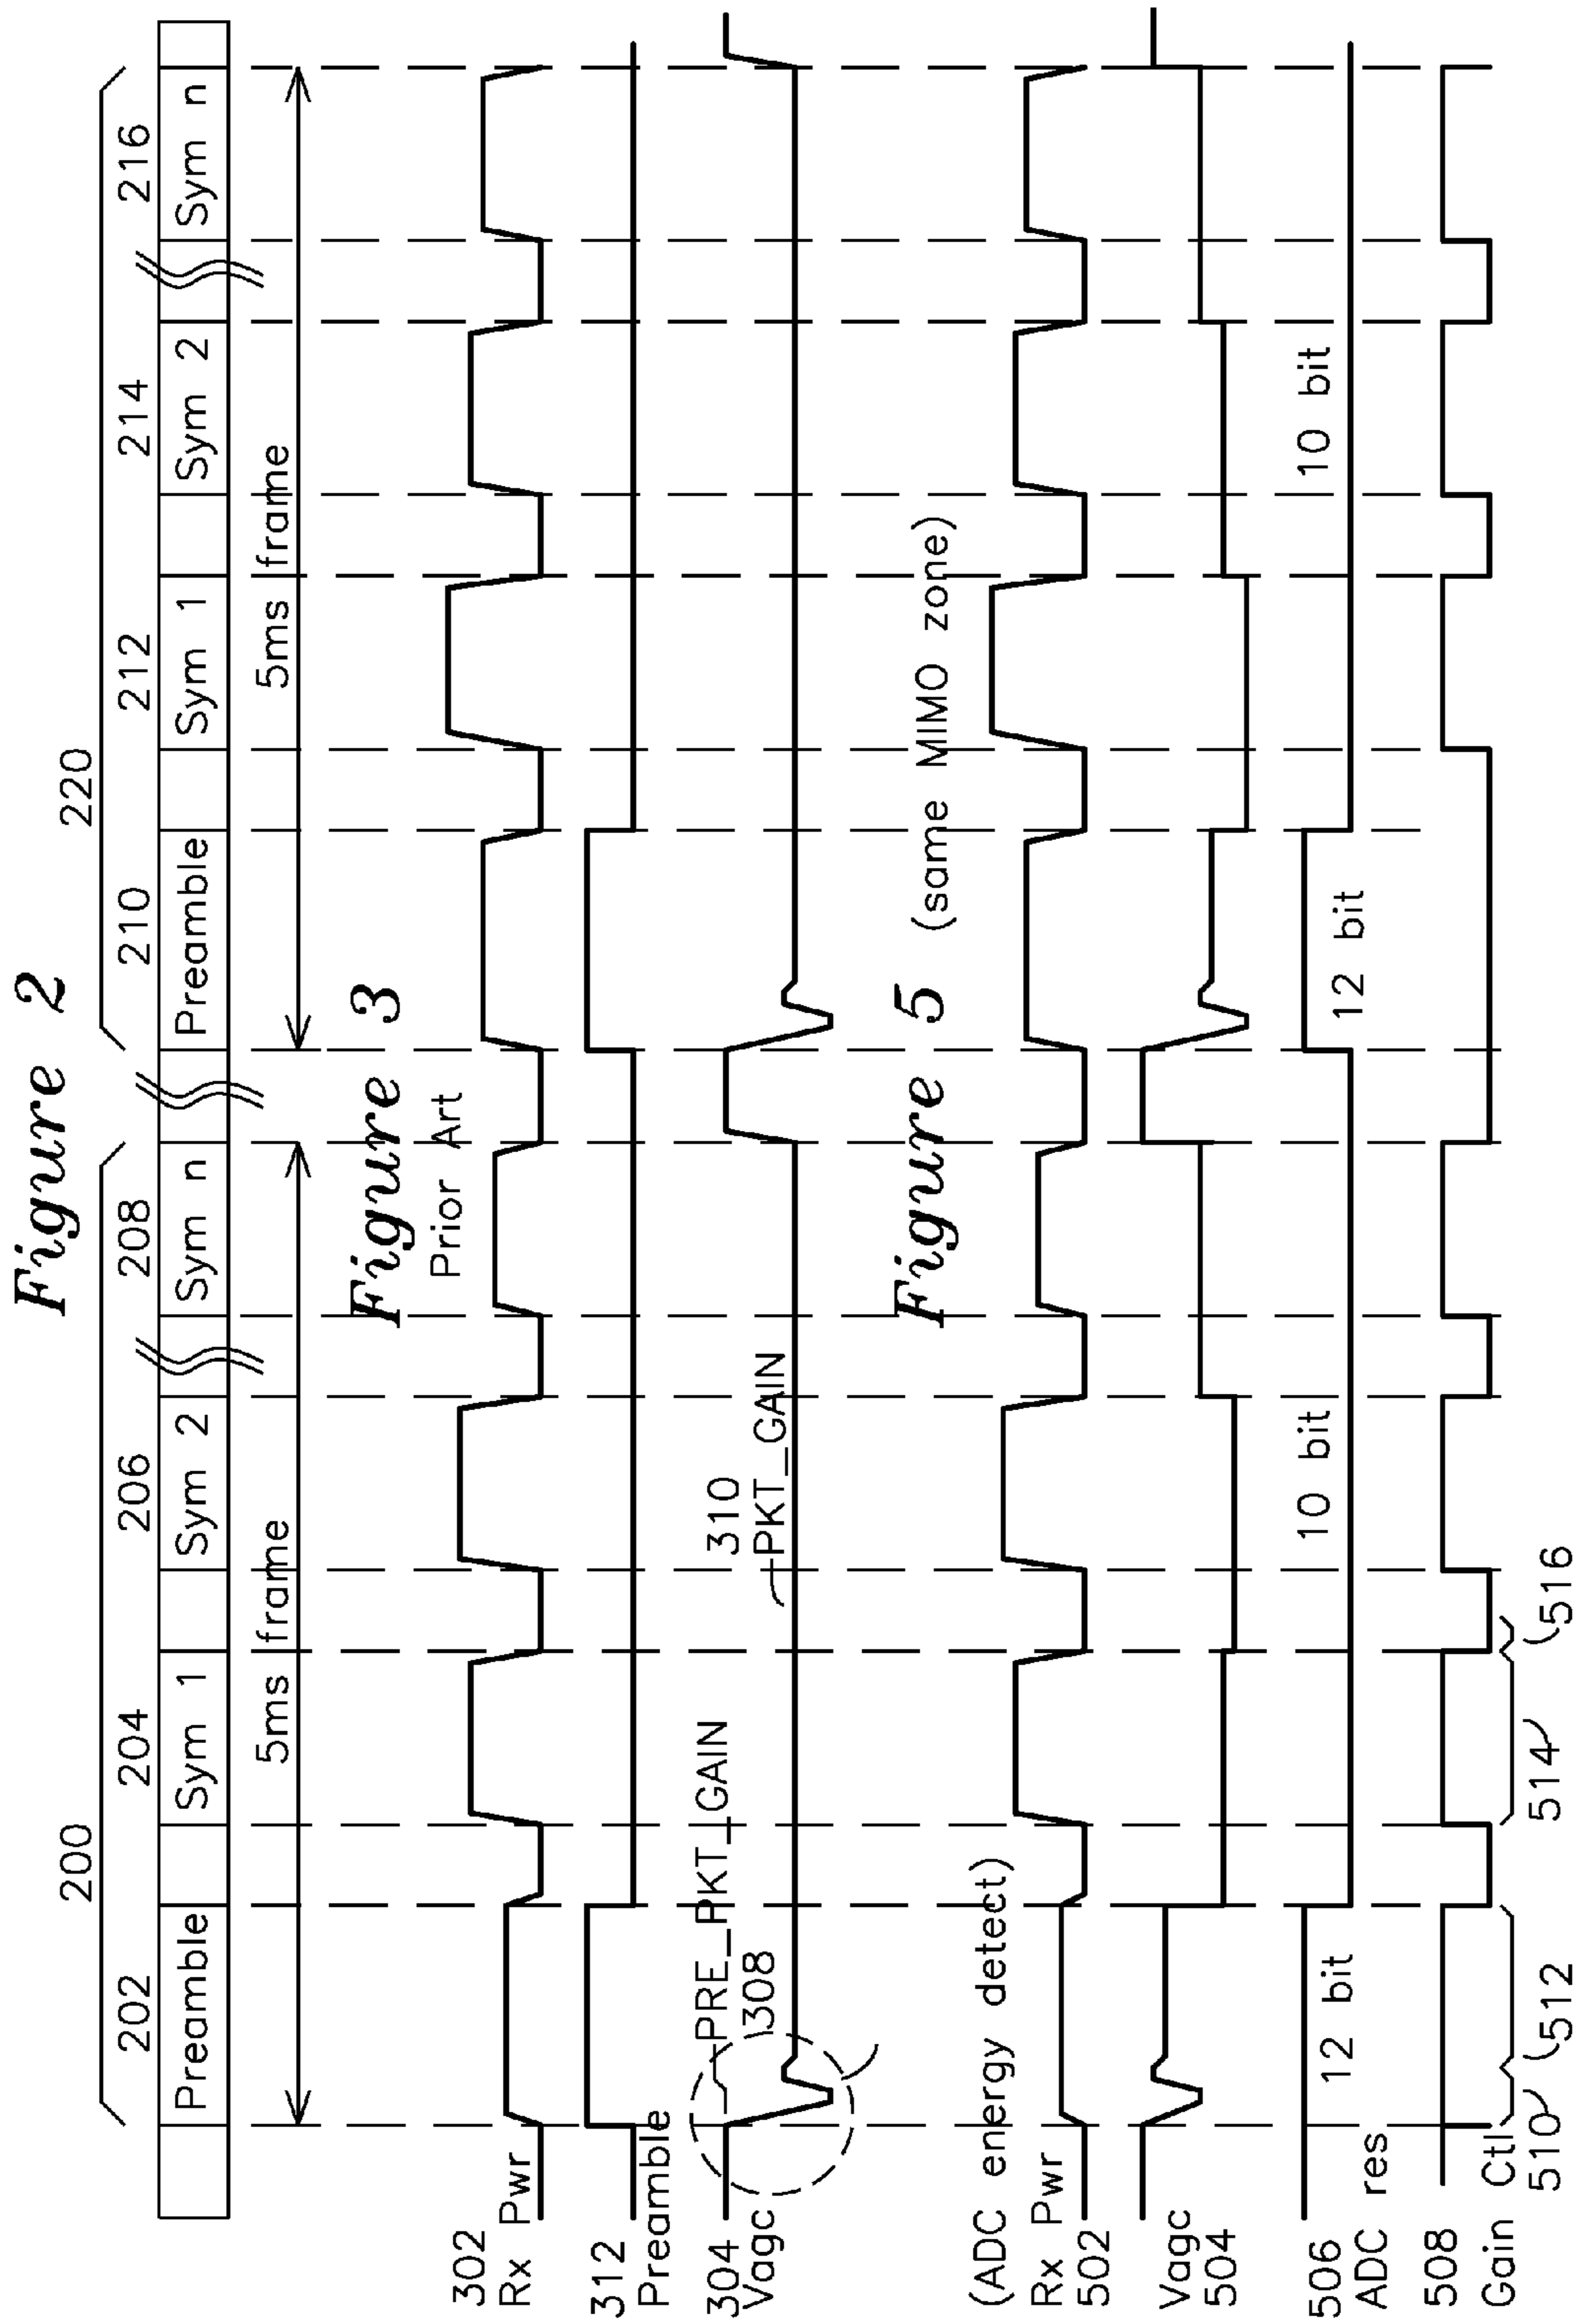 Figure 2
200
220
202
204
206
208
210
212
214
216
Preamble
Sym 1
Sym 2
Sym n
Preamble
Sym 1
Sym 2
Sym n
5ms frame
5ms frame
Figure 3
Prior Art
302
Rx Pwr
312
Preamble
304
Vagc
PRE_PKT_GAIN
308
310
PKT_GAIN
Figure 5 (same MIMO zone)
(ADC energy detect)
Rx Pwr
502
Vagc
504
506
ADC res
12 bit
10 bit
12 bit
10 bit
508
Gain Ctl
510
512
514
516